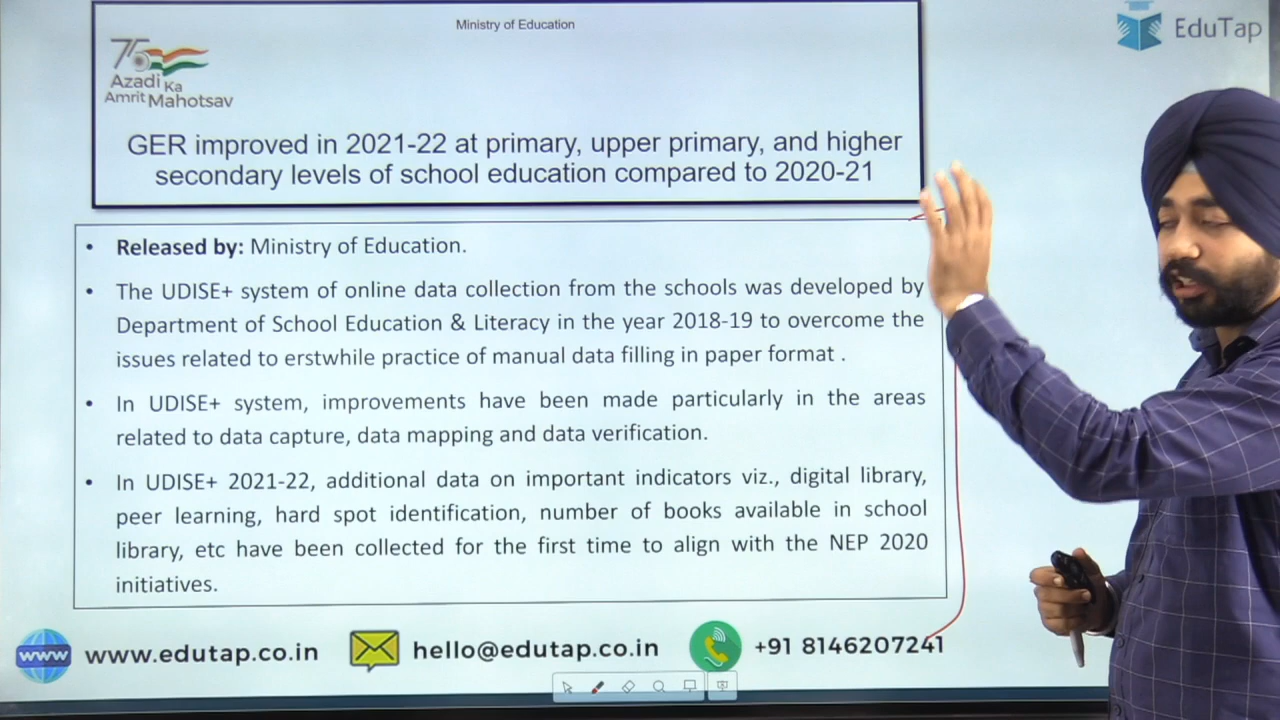 Ministry of Education
EduTap
75
Azadi Ka
Amrit Mahotsav
GER improved in 2021-22 at primary, upper primary, and higher
secondary levels of school education compared to 2020-21
• Released by: Ministry of Education.
• The UDISE+ system of online data collection from the schools was developed by
Department of School Education & Literacy in the year 2018-19 to overcome the
issues related to erstwhile practice of manual data filling in paper format .
• In UDISE+ system, improvements have been made particularly in the areas
related to data capture, data mapping and data verification.
• In UDISE+ 2021-22, additional data on important indicators viz., digital library,
peer learning, hard spot identification, number of books available in school
library, etc have been collected for the first time to align with the NEP 2020
initiatives.
www www.edutap.co.in hello@edutap.co.in +91 8146207241